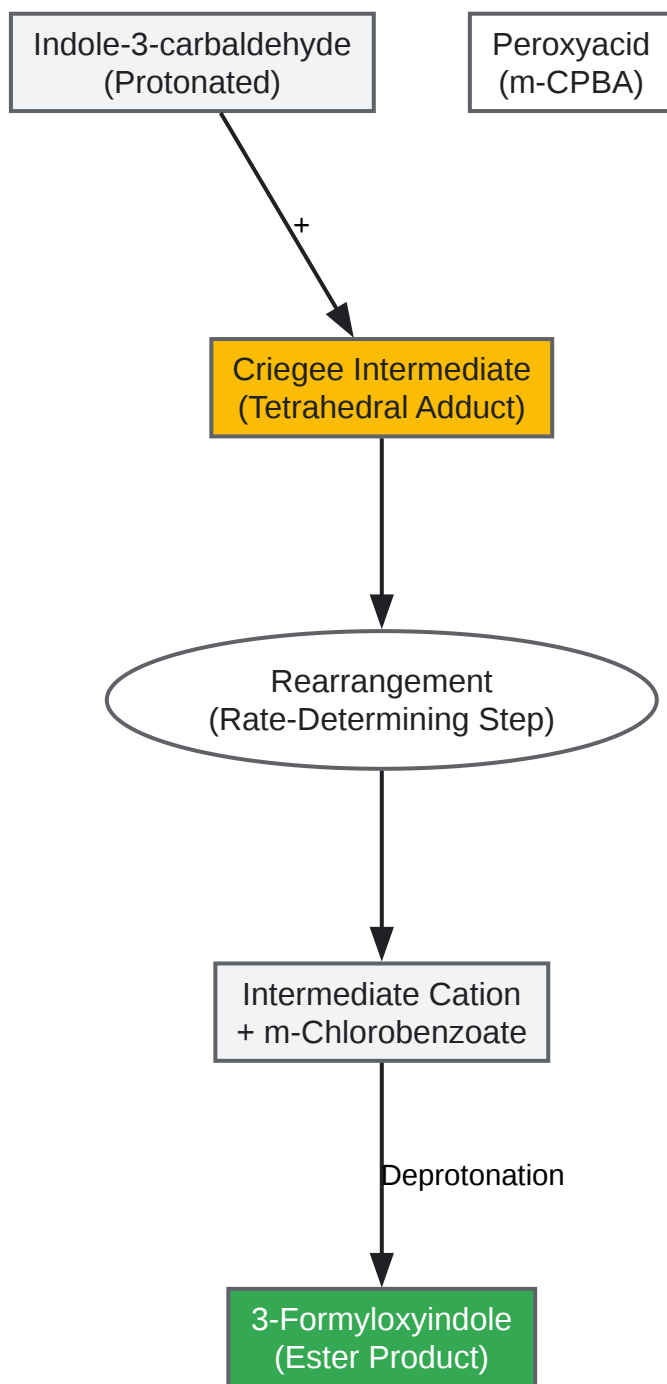 Indole-3-carbaldehyde
(Protonated)
Peroxyacid
(m-CPBA)
+
Criegee Intermediate
(Tetrahedral Adduct)
Rearrangement
(Rate-Determining Step)
Intermediate Cation
+ m-Chlorobenzoate
Deprotonation
3-Formyloxyindole
(Ester Product)